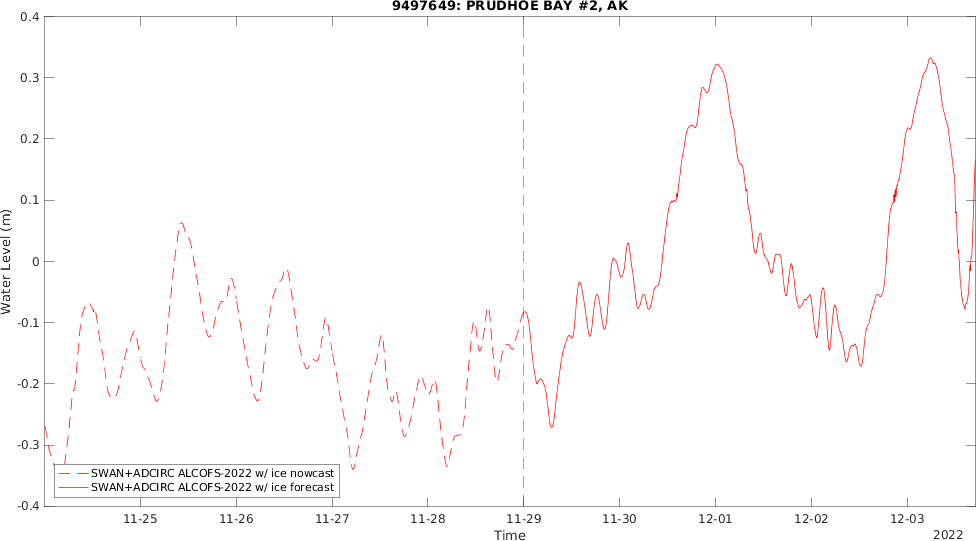 9497649: PRUDHOE BAY #2, AK
0.4
0.3
0.2
0.1
0
-0.1
-0.2
-0.3
-0.4
Water Level (m)
SWAN+ADCIRC ALCOFS-2022 w/ ice nowcast
SWAN+ADCIRC ALCOFS-2022 w/ ice forecast
11-25 11-26 11-27 11-28 11-29 11-30 12-01 12-02 12-03
Time
2022